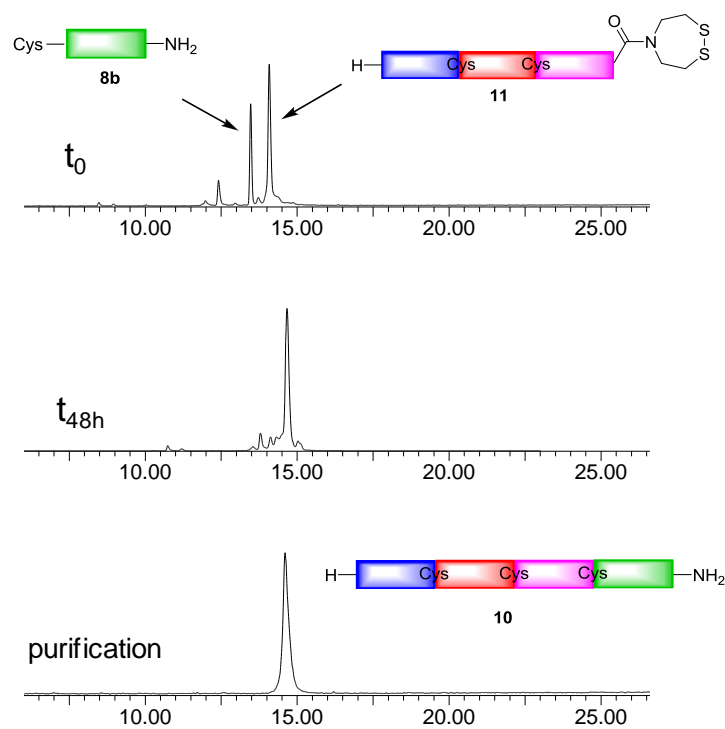 Cys NH2
8b
O
N
S
S
H Cys Cys
11
t0
10.00 15.00 20.00 25.00
t48h
10.00 15.00 20.00 25.00
H Cys Cys Cys NH2
10
purification
10.00 15.00 20.00 25.00